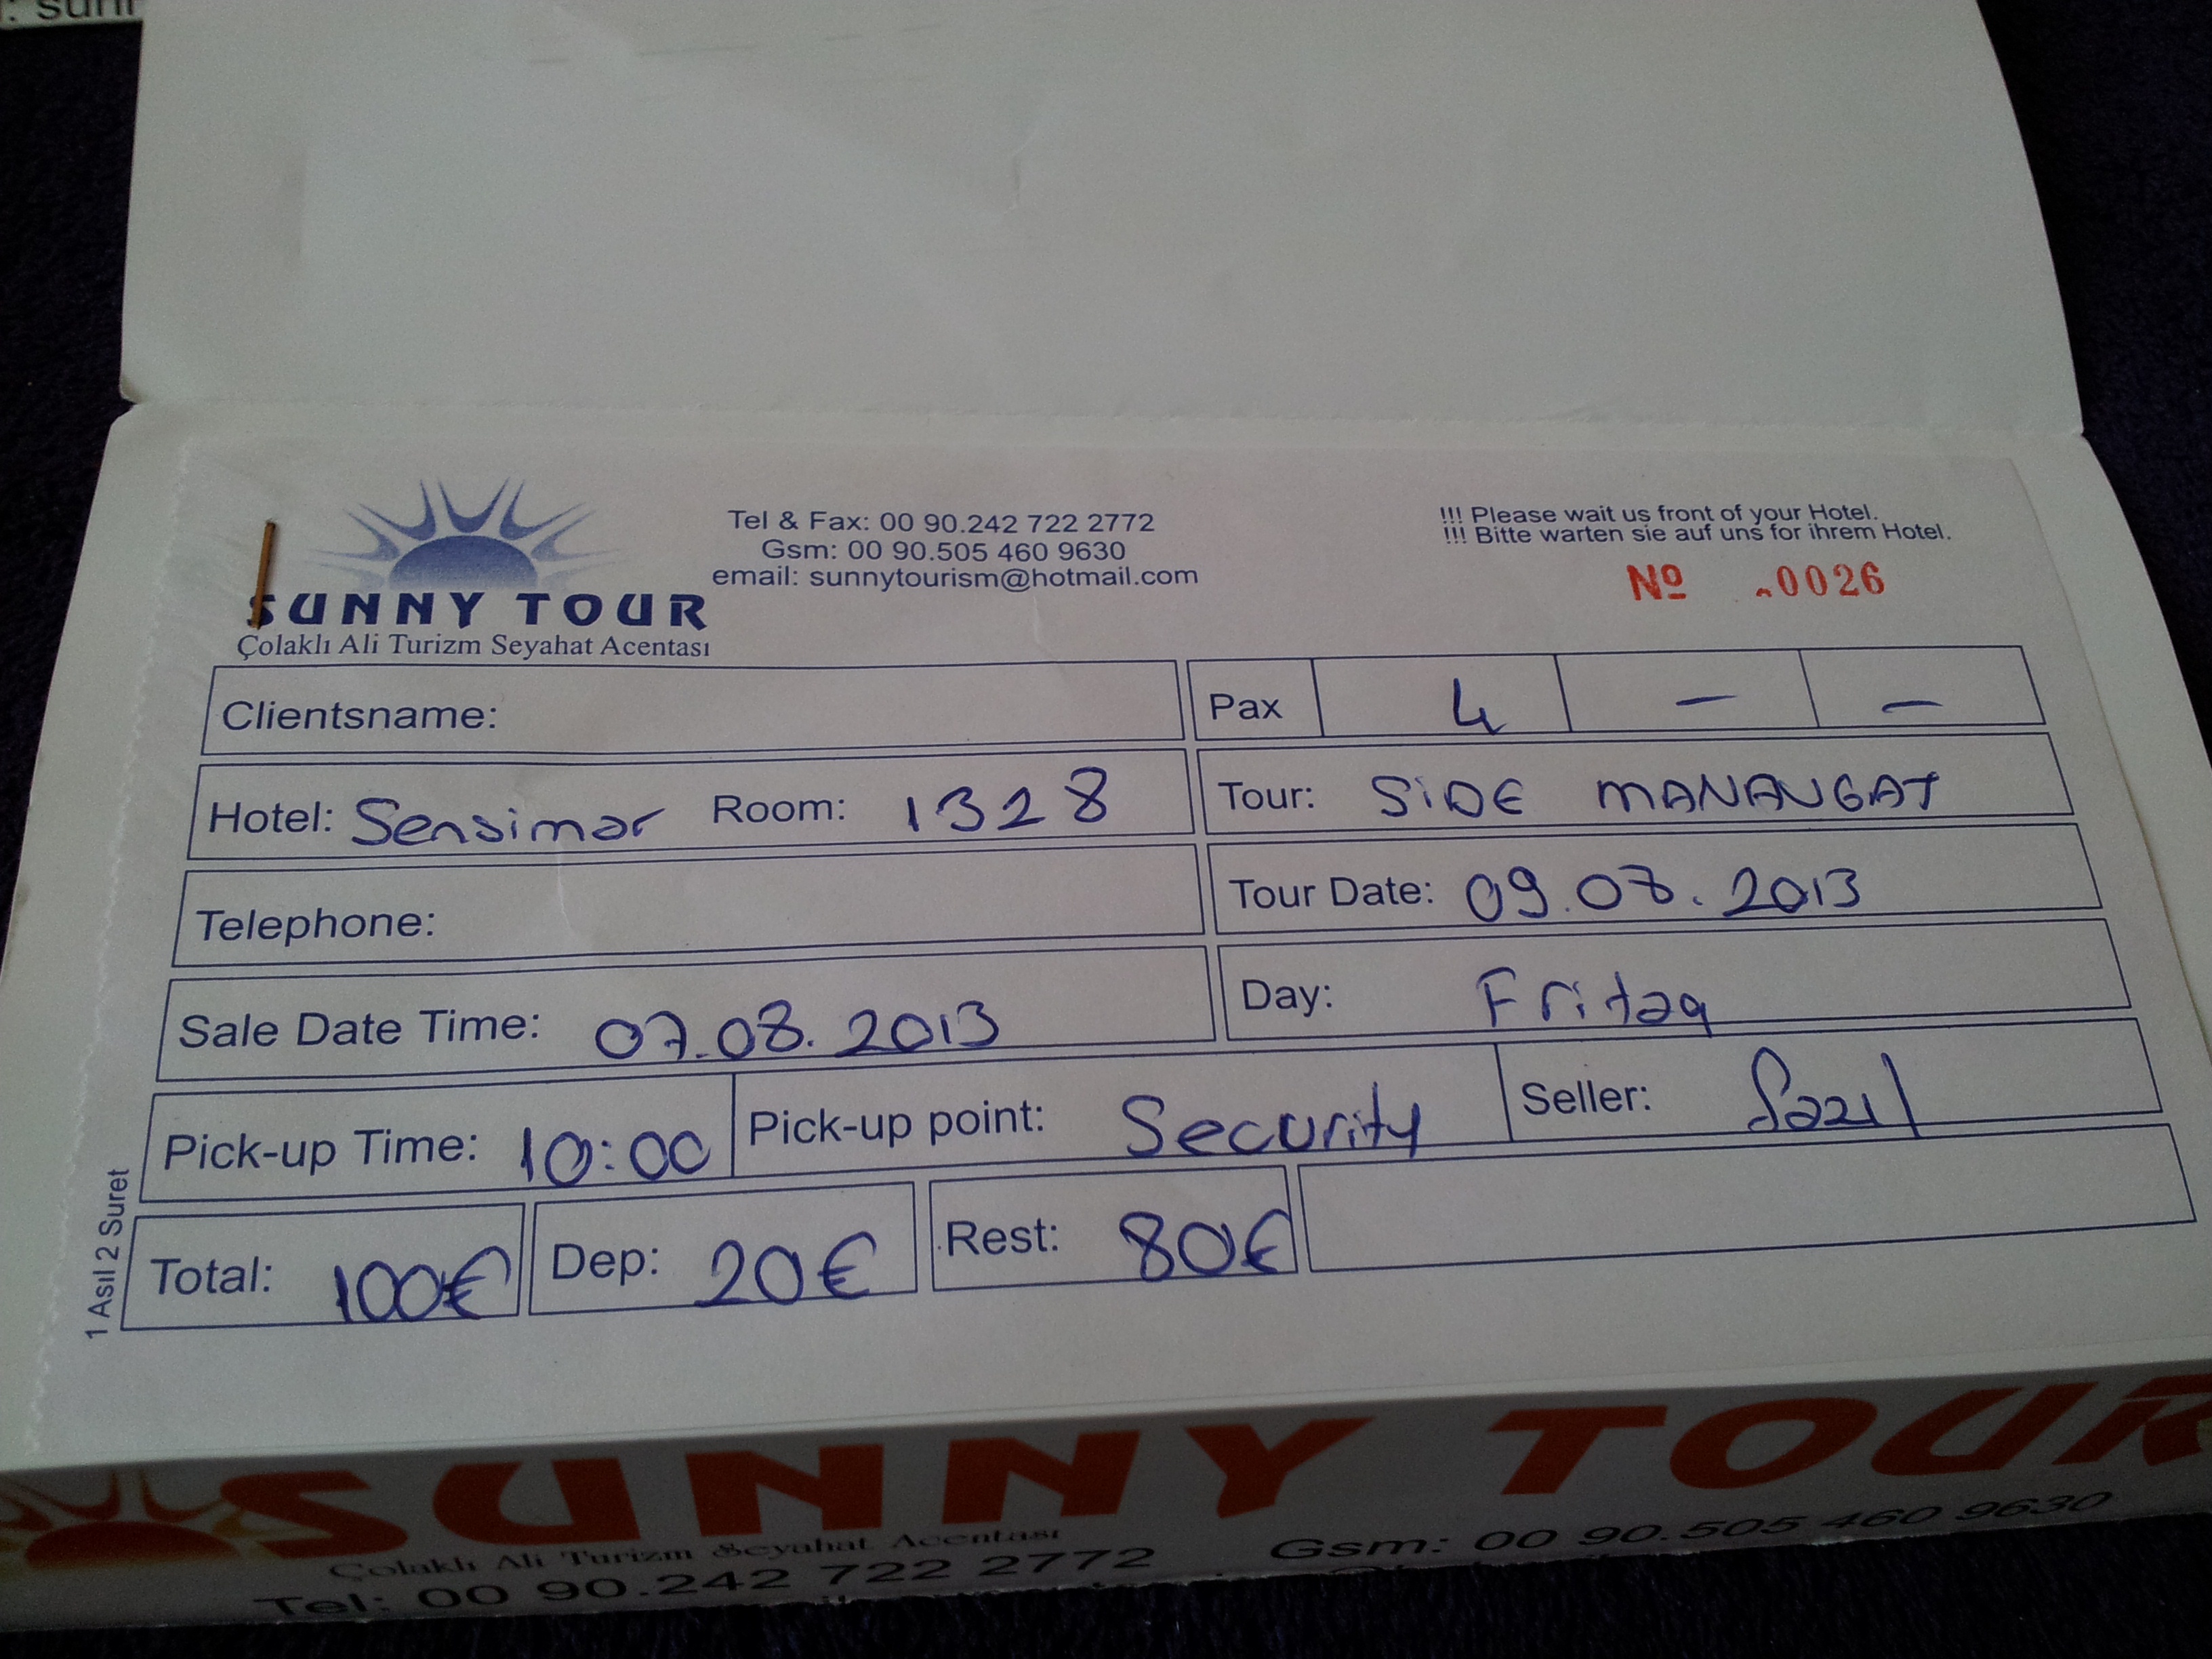 SUNNY TOUR
Çolaklı Ali Turizm Seyahat Acentası
Tel & Fax: 00 90.242 722 2772
Gsm: 00 90.505 460 9630
email: sunnytourism@hotmail.com
!!! Please wait us front of your Hotel.
!!! Bitte warten sie auf uns for ihrem Hotel.
Nº 0026
Clientsname:
Pax 4 — —
Hotel: Sensimar Room: 1328
Tour: SiDE MANAUGAT
Telephone:
Tour Date: 09.08.2013
Sale Date Time: 07.08.2013
Day: Fritag
Pick-up Time: 10:00
Pick-up point: Security
Seller:
Total: 100€
Dep: 20€
Rest: 80€
1 Asıl 2 Suret
SUNNY TOUR
Çolaklı Ali Turizm Seyahat Acentası
Tel: 00 90.242 722 2772
Gsm: 00 90.505 460 9630